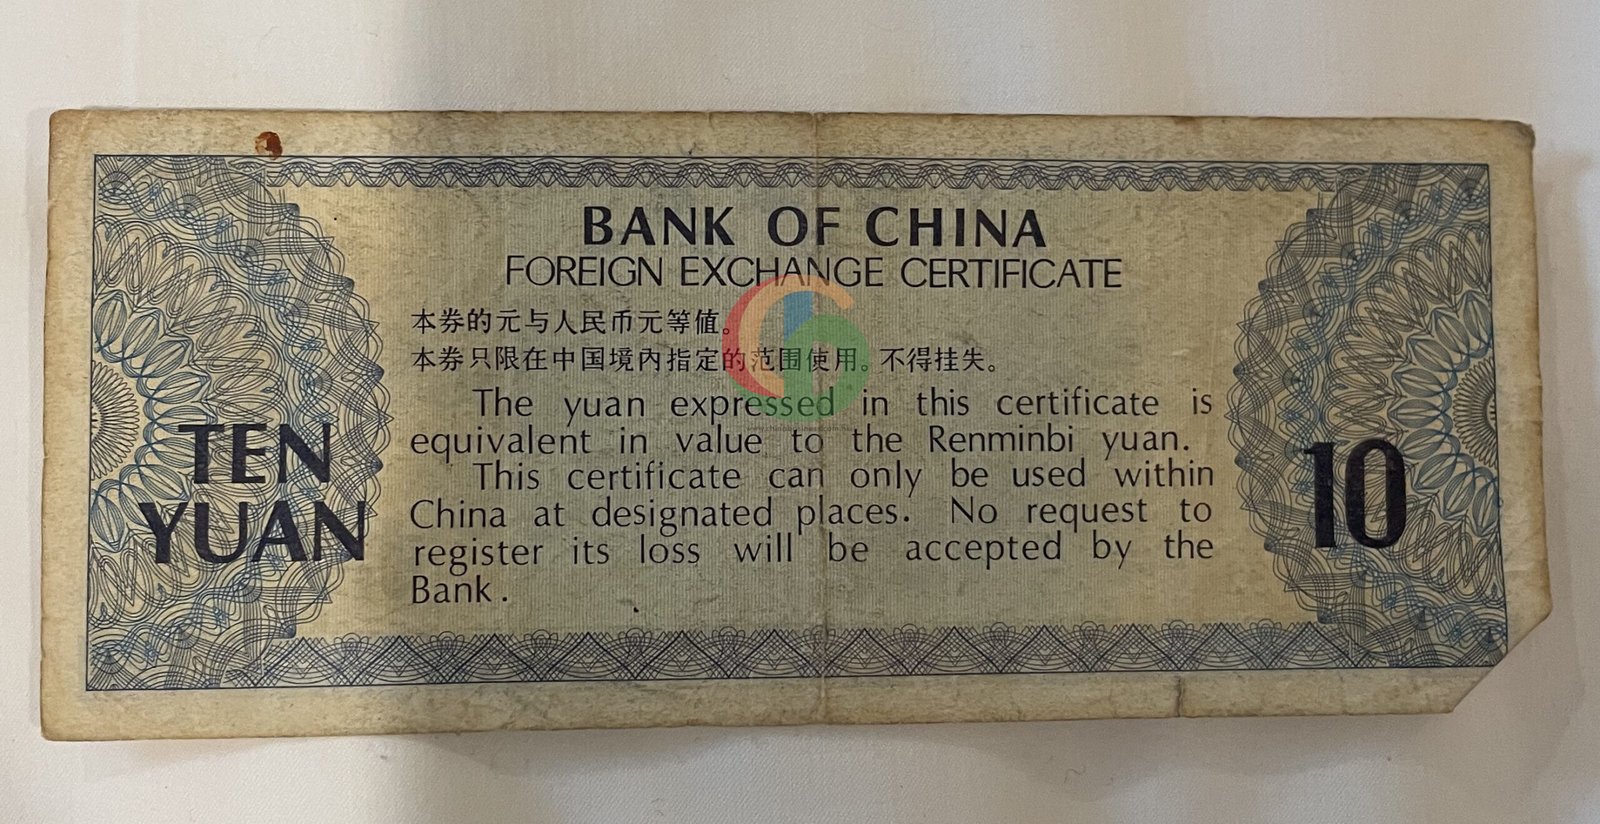 BANK OF CHINA
FOREIGN EXCHANGE CERTIFICATE
本券的元与人民币元等值。
本券只限在中国境内指定的范围使用。不得挂失。
The yuan expressed in this certificate is
equivalent in value to the Renminbi yuan.
This certificate can only be used within
China at designated places. No request to
register its loss will be accepted by the
Bank.
TEN
YUAN
10